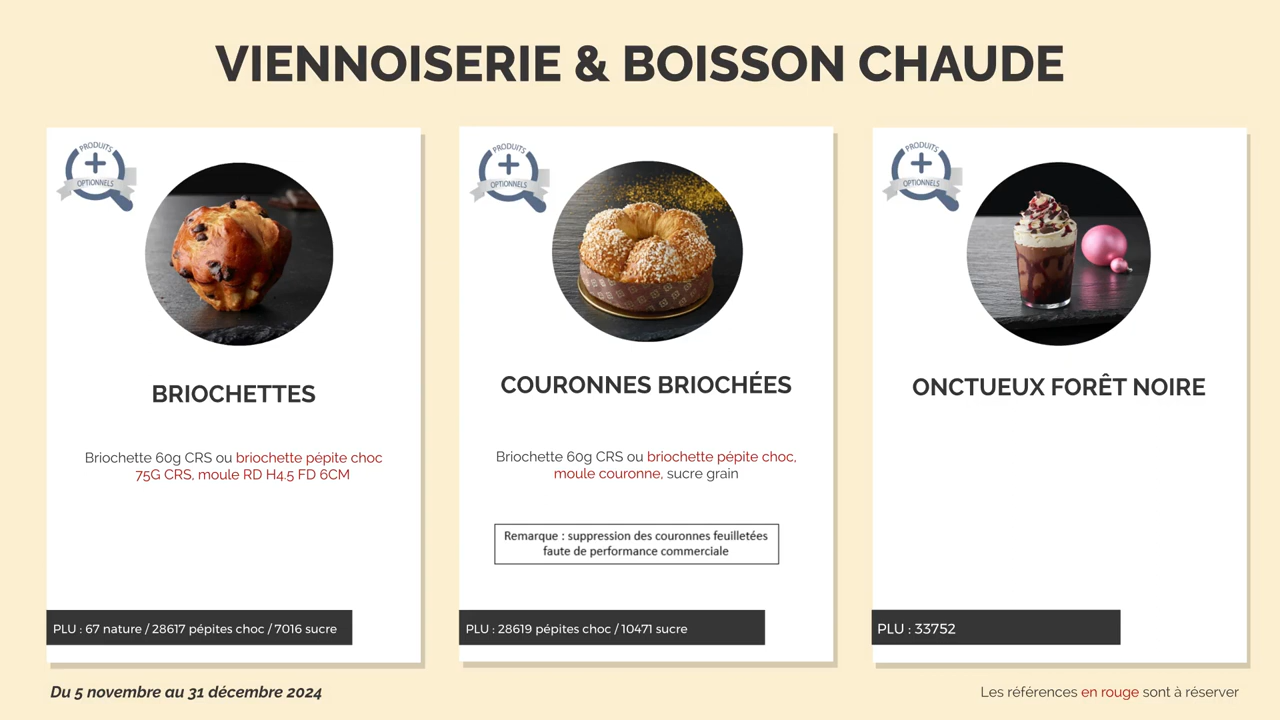 VIENNOISERIE & BOISSON CHAUDE
PRODUITS
OPTIONNELS
BRIOCHETTES
Briochette 60g CRS ou briochette pépite choc
75G CRS, moule RD H4.5 FD 6CM
PLU : 67 nature / 28617 pépites choc / 7016 sucre
PRODUITS
OPTIONNELS
COURONNES BRIOCHÉES
Briochette 60g CRS ou briochette pépite choc,
moule couronne, sucre grain
Remarque : suppression des couronnes feuilletées
faute de performance commerciale
PLU : 28619 pépites choc / 10471 sucre
PRODUITS
OPTIONNELS
ONCTUEUX FORÊT NOIRE
PLU : 33752
Du 5 novembre au 31 décembre 2024
Les références en rouge sont à réserver